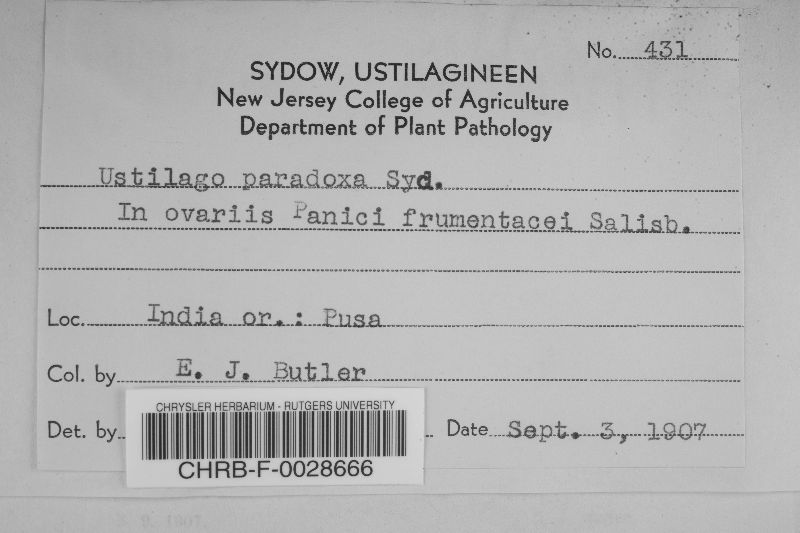 No. 431
SYDOW, USTILAGINEEN
New Jersey College of Agriculture
Department of Plant Pathology
Ustilago paradoxa Syd.
In ovariis Panici frumentacei Salisb.
Loc. India or.: Pusa
Col. by E. J. Butler
Det. by Date Sept. 3, 1907
CHRYSLER HERBARIUM - RUTGERS UNIVERSITY
CHRB-F-0028666